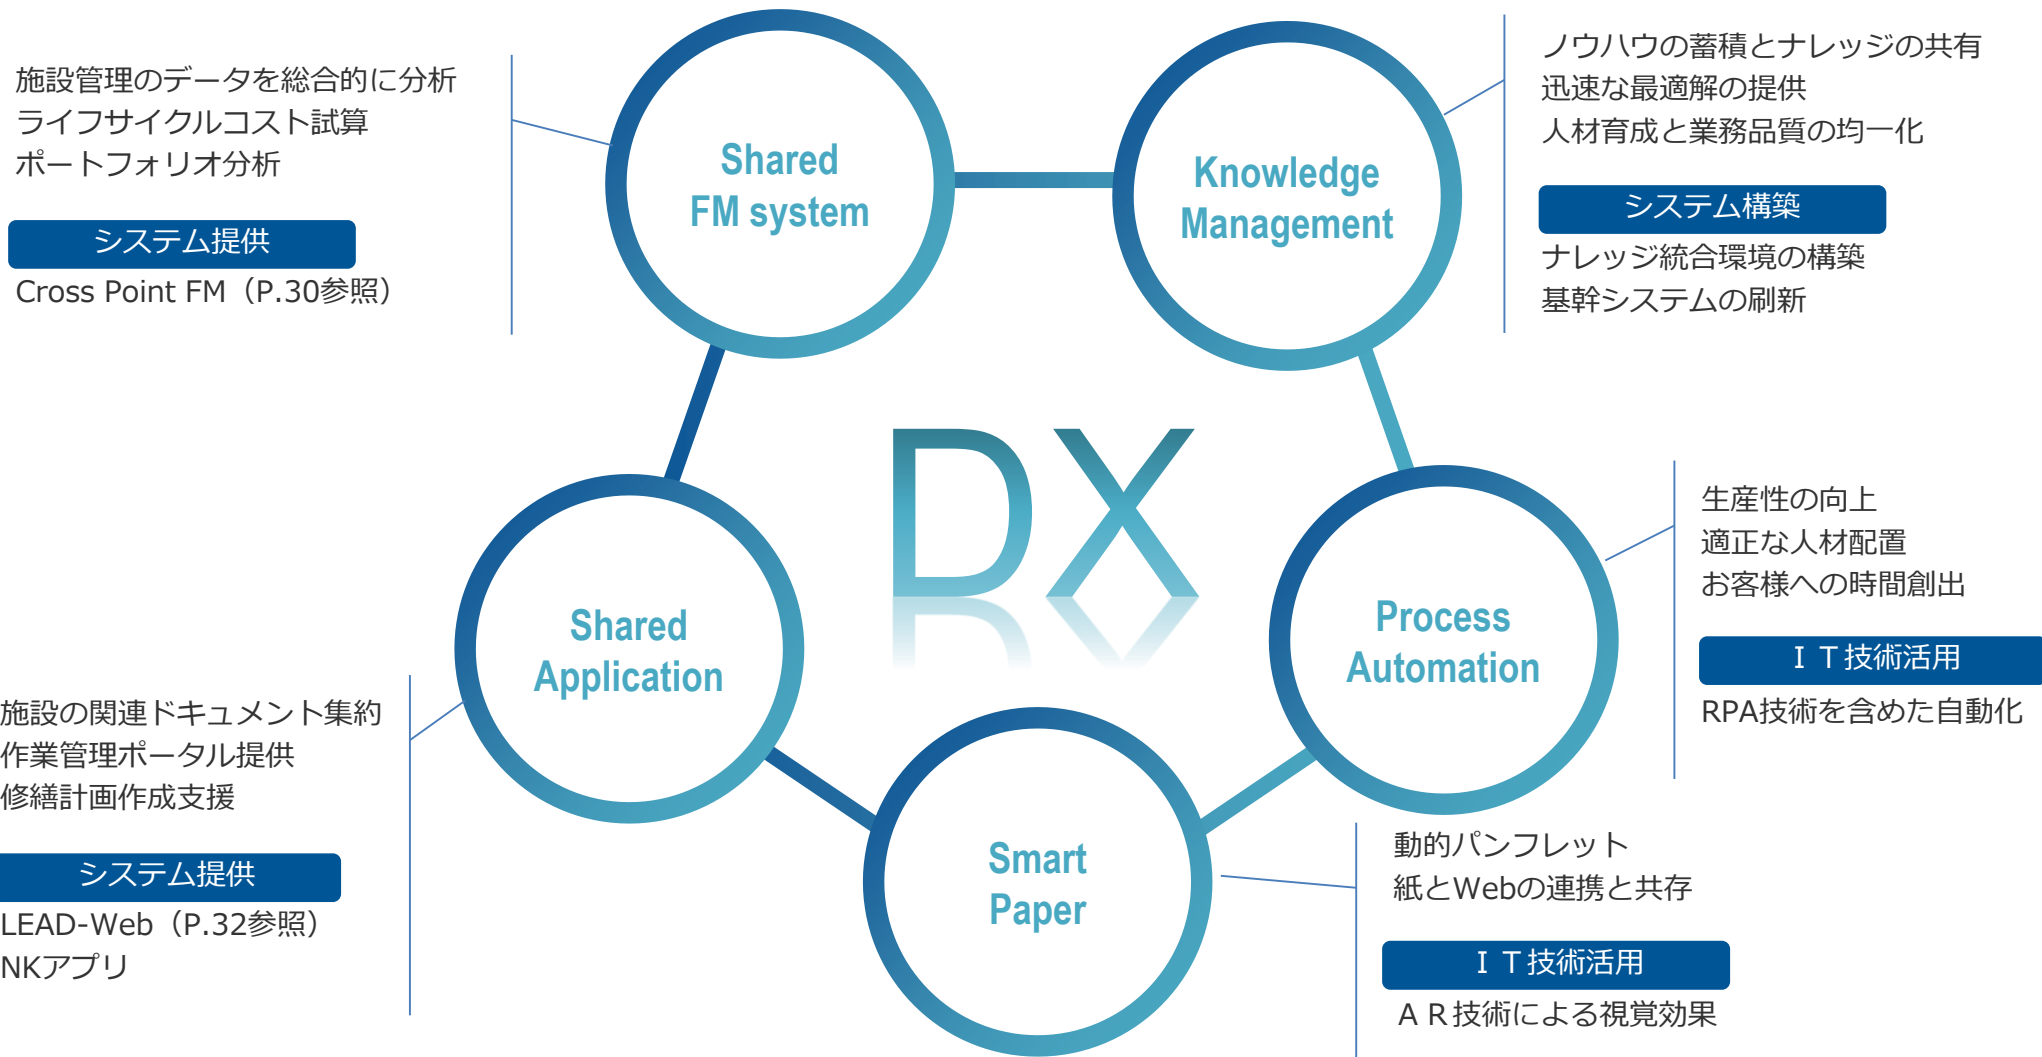 施設管理のデータを総合的に分析
ライフサイクルコスト試算
ポートフォリオ分析
システム提供
Cross Point FM（P.30参照）
Shared
FM system
Knowledge
Management
ノウハウの蓄積とナレッジの共有
迅速な最適解の提供
人材育成と業務品質の均一化
システム構築
ナレッジ統合環境の構築
基幹システムの刷新
DX
Shared
Application
施設の関連ドキュメント集約
作業管理ポータル提供
修繕計画作成支援
システム提供
LEAD-Web（P.32参照）
NKアプリ
Process
Automation
生産性の向上
適正な人材配置
お客様への時間創出
ＩＴ技術活用
RPA技術を含めた自動化
Smart
Paper
動的パンフレット
紙とWebの連携と共存
ＩＴ技術活用
ＡＲ技術による視覚効果